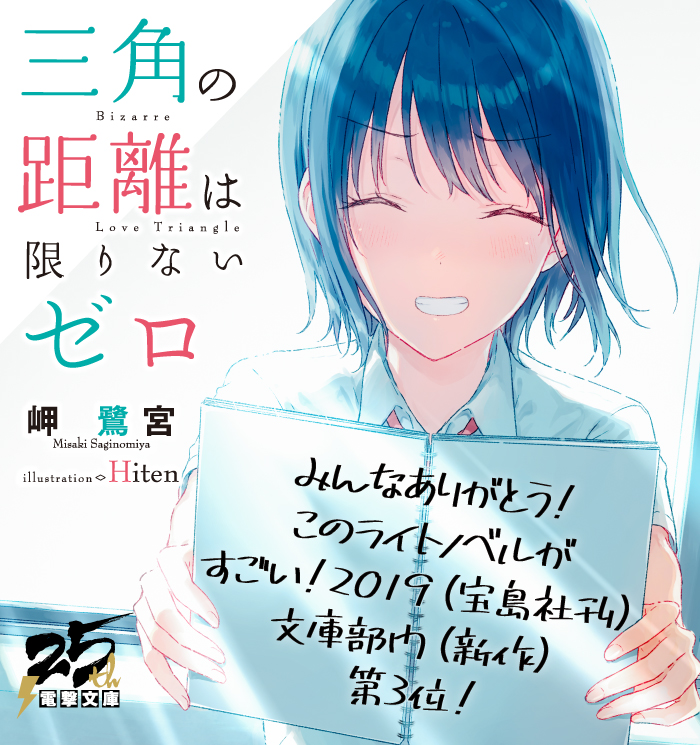 三角の
Bizarre
距離は
Love Triangle
限りない
ゼロ
岬 鷺宮
Misaki Saginomiya
illustration◇Hiten
みんなありがとう!
このライトノベルが
すごい!2019(宝島社刊)
文庫部内(新作)
第3位!
25th
電撃文庫